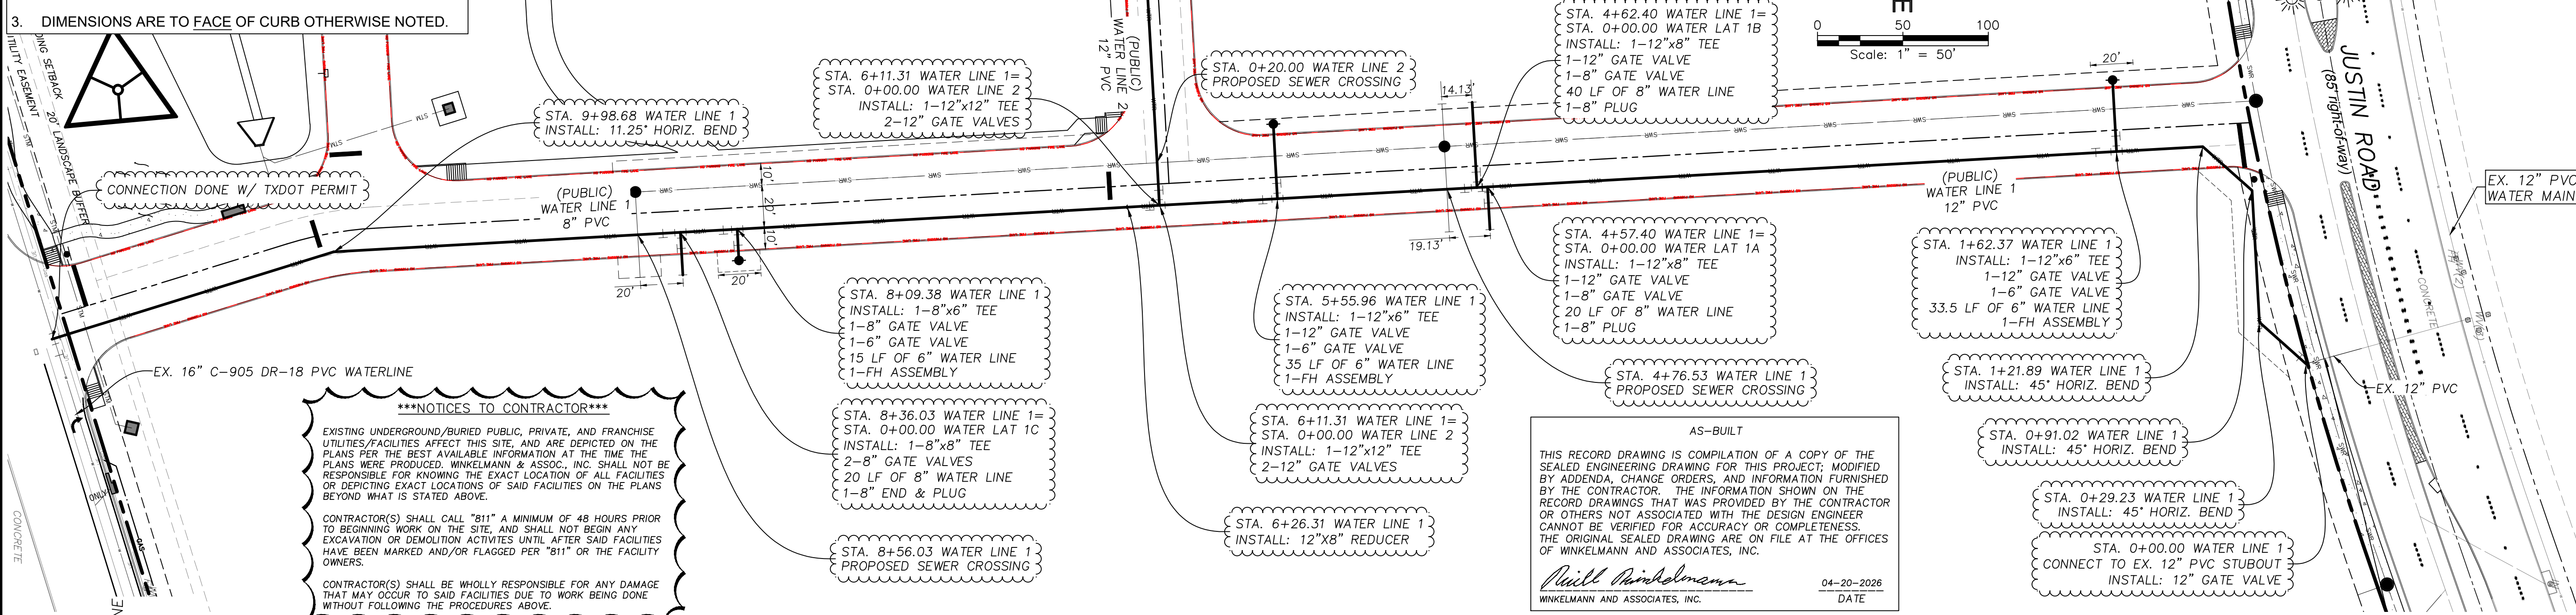 3. DIMENSIONS ARE TO FACE OF CURB OTHERWISE NOTED.
UTILITY EASEMENT
20' LANDSCAPE BUFFER
CONNECTION DONE W/ TXDOT PERMIT
STA. 9+98.68 WATER LINE 1
INSTALL: 11.25° HORIZ. BEND
STA. 6+11.31 WATER LINE 1=
STA. 0+00.00 WATER LINE 2
INSTALL: 1-12"x12" TEE
2-12" GATE VALVES
(PUBLIC)
WATER LINE 2
12" PVC
STA. 0+20.00 WATER LINE 2
PROPOSED SEWER CROSSING
STA. 4+62.40 WATER LINE 1=
STA. 0+00.00 WATER LAT 1B
INSTALL: 1-12"x8" TEE
1-12" GATE VALVE
1-8" GATE VALVE
40 LF OF 8" WATER LINE
1-8" PLUG
E
0 50 100
Scale: 1" = 50'
20'
14.13'
19.13'
JUSTIN ROAD
(85' right-of-way)
EX. 12" PVC
WATER MAIN
(PUBLIC)
WATER LINE 1
8" PVC
10'
20'
10'
20'
20'
(PUBLIC)
WATER LINE 1
12" PVC
STA. 8+09.38 WATER LINE 1
INSTALL: 1-8"x6" TEE
1-8" GATE VALVE
1-6" GATE VALVE
15 LF OF 6" WATER LINE
1-FH ASSEMBLY
STA. 5+55.96 WATER LINE 1
INSTALL: 1-12"x6" TEE
1-12" GATE VALVE
1-6" GATE VALVE
35 LF OF 6" WATER LINE
1-FH ASSEMBLY
STA. 4+57.40 WATER LINE 1=
STA. 0+00.00 WATER LAT 1A
INSTALL: 1-12"x8" TEE
1-12" GATE VALVE
1-8" GATE VALVE
20 LF OF 8" WATER LINE
1-8" PLUG
STA. 1+62.37 WATER LINE 1
INSTALL: 1-12"x6" TEE
1-12" GATE VALVE
1-6" GATE VALVE
33.5 LF OF 6" WATER LINE
1-FH ASSEMBLY
STA. 4+76.53 WATER LINE 1
PROPOSED SEWER CROSSING
STA. 1+21.89 WATER LINE 1
INSTALL: 45° HORIZ. BEND
EX. 12" PVC
CONCRETE
EX. 16" C-905 DR-18 PVC WATERLINE
***NOTICES TO CONTRACTOR***
EXISTING UNDERGROUND/BURIED PUBLIC, PRIVATE, AND FRANCHISE
UTILITIES/FACILITIES AFFECT THIS SITE, AND ARE DEPICTED ON THE
PLANS PER THE BEST AVAILABLE INFORMATION AT THE TIME THE
PLANS WERE PRODUCED. WINKELMANN & ASSOC., INC. SHALL NOT BE
RESPONSIBLE FOR KNOWING THE EXACT LOCATION OF ALL FACILITIES
OR DEPICTING EXACT LOCATIONS OF SAID FACILITIES ON THE PLANS
BEYOND WHAT IS STATED ABOVE.
CONTRACTOR(S) SHALL CALL "811" A MINIMUM OF 48 HOURS PRIOR
TO BEGINNING WORK ON THE SITE, AND SHALL NOT BEGIN ANY
EXCAVATION OR DEMOLITION ACTIVITES UNTIL AFTER SAID FACILITIES
HAVE BEEN MARKED AND/OR FLAGGED PER "811" OR THE FACILITY
OWNERS.
CONTRACTOR(S) SHALL BE WHOLLY RESPONSIBLE FOR ANY DAMAGE
THAT MAY OCCUR TO SAID FACILITIES DUE TO WORK BEING DONE
WITHOUT FOLLOWING THE PROCEDURES ABOVE.
STA. 8+36.03 WATER LINE 1=
STA. 0+00.00 WATER LAT 1C
INSTALL: 1-8"x8" TEE
2-8" GATE VALVES
20 LF OF 8" WATER LINE
1-8" END & PLUG
STA. 6+11.31 WATER LINE 1=
STA. 0+00.00 WATER LINE 2
INSTALL: 1-12"x12" TEE
2-12" GATE VALVES
STA. 8+56.03 WATER LINE 1
PROPOSED SEWER CROSSING
STA. 6+26.31 WATER LINE 1
INSTALL: 12"X8" REDUCER
AS-BUILT
THIS RECORD DRAWING IS COMPILATION OF A COPY OF THE
SEALED ENGINEERING DRAWING FOR THIS PROJECT; MODIFIED
BY ADDENDA, CHANGE ORDERS, AND INFORMATION FURNISHED
BY THE CONTRACTOR. THE INFORMATION SHOWN ON THE
RECORD DRAWINGS THAT WAS PROVIDED BY THE CONTRACTOR
OR OTHERS NOT ASSOCIATED WITH THE DESIGN ENGINEER
CANNOT BE VERIFIED FOR ACCURACY OR COMPLETENESS.
THE ORIGINAL SEALED DRAWING ARE ON FILE AT THE OFFICES
OF WINKELMANN AND ASSOCIATES, INC.
04-20-2026
WINKELMANN AND ASSOCIATES, INC. DATE
STA. 0+91.02 WATER LINE 1
INSTALL: 45° HORIZ. BEND
STA. 0+29.23 WATER LINE 1
INSTALL: 45° HORIZ. BEND
STA. 0+00.00 WATER LINE 1
CONNECT TO EX. 12" PVC STUBOUT
INSTALL: 12" GATE VALVE
ONLY
GAS
CONCRETE